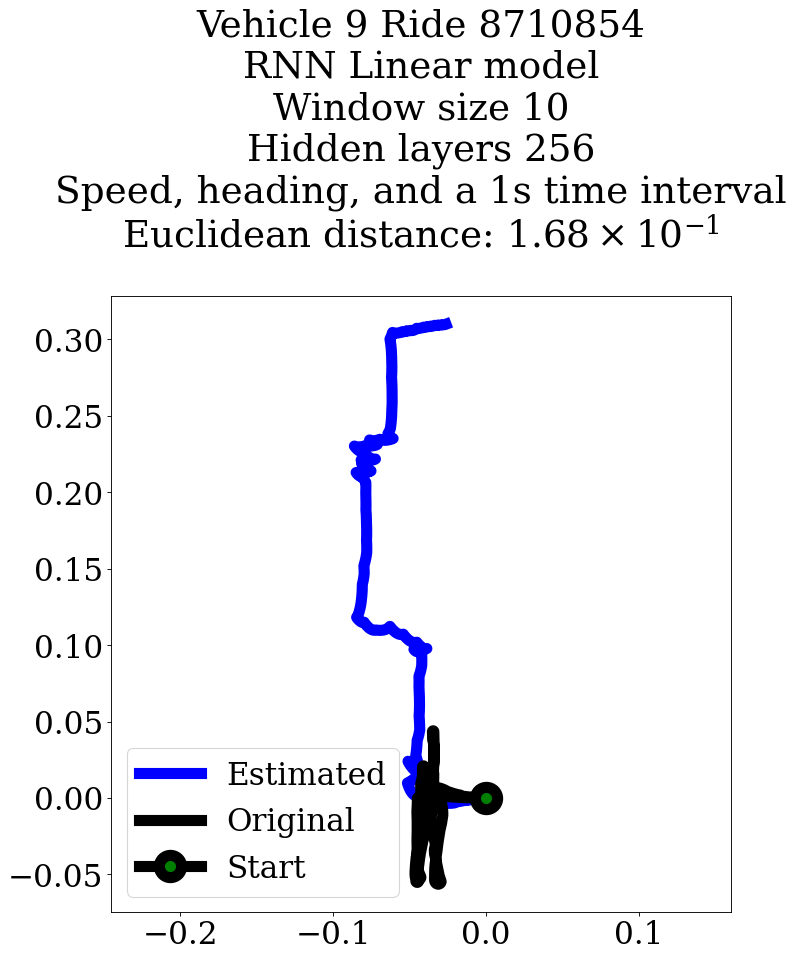 Vehicle 9 Ride 8710854
RNN Linear model
Window size 10
Hidden layers 256
Speed, heading, and a 1s time interval
Euclidean distance: 1.68 × 10⁻¹
0.30
0.25
0.20
0.15
0.10
0.05
0.00
−0.05
Estimated
Original
Start
−0.2
−0.1
0.0
0.1